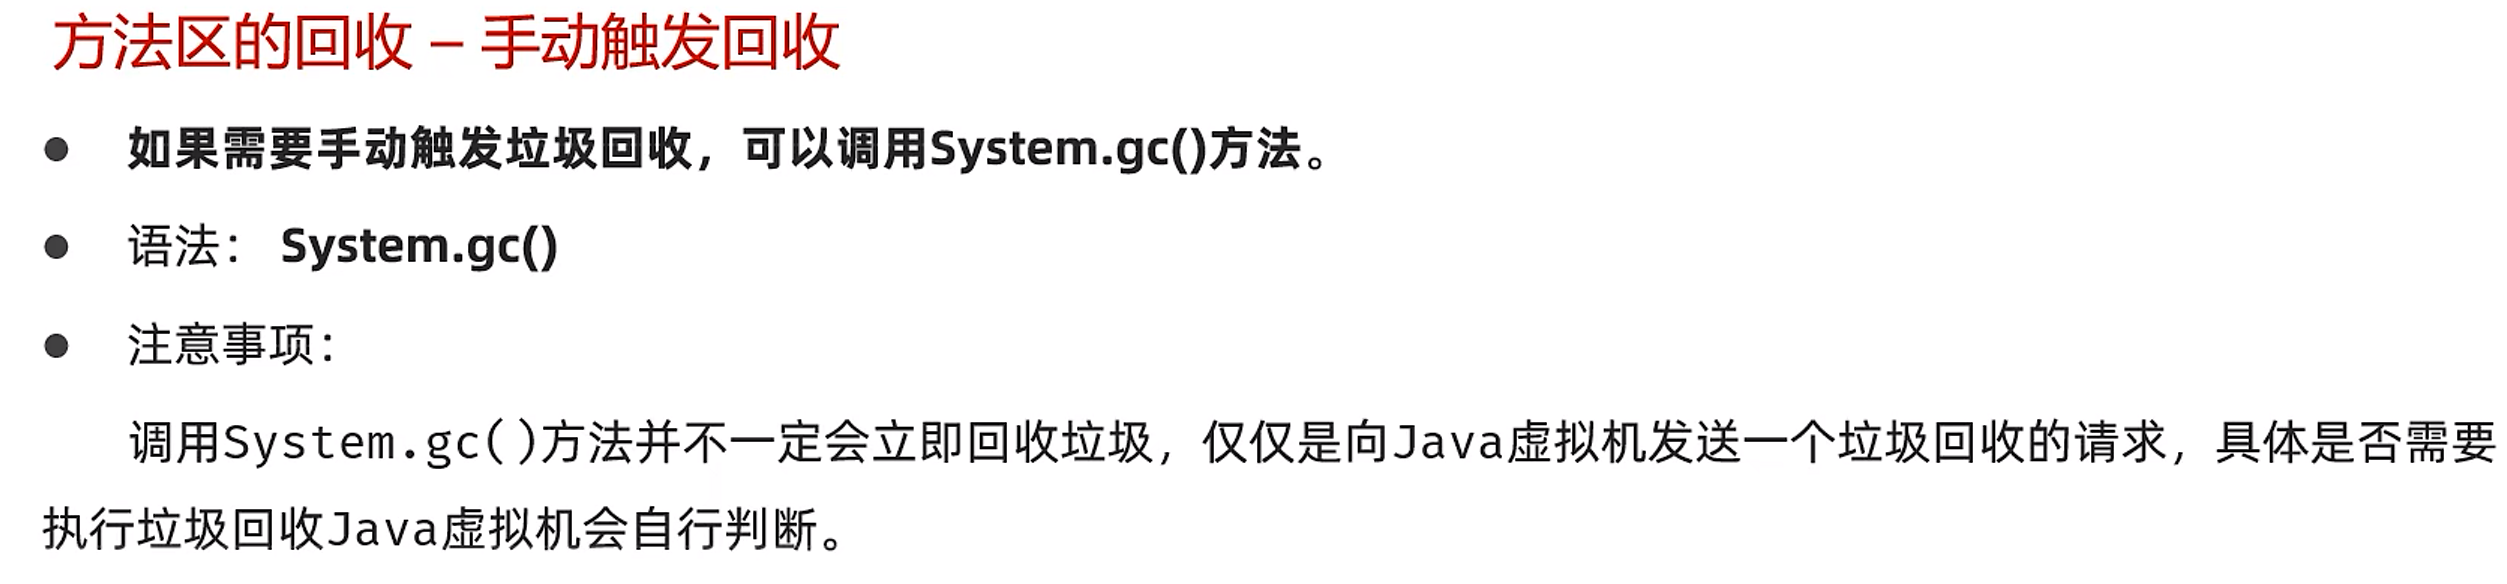 方法区的回收 – 手动触发回收
● 如果需要手动触发垃圾回收，可以调用System.gc()方法。
● 语法： System.gc()
● 注意事项：
调用System.gc()方法并不一定会立即回收垃圾，仅仅是向Java虚拟机发送一个垃圾回收的请求，具体是否需要
执行垃圾回收Java虚拟机会自行判断。